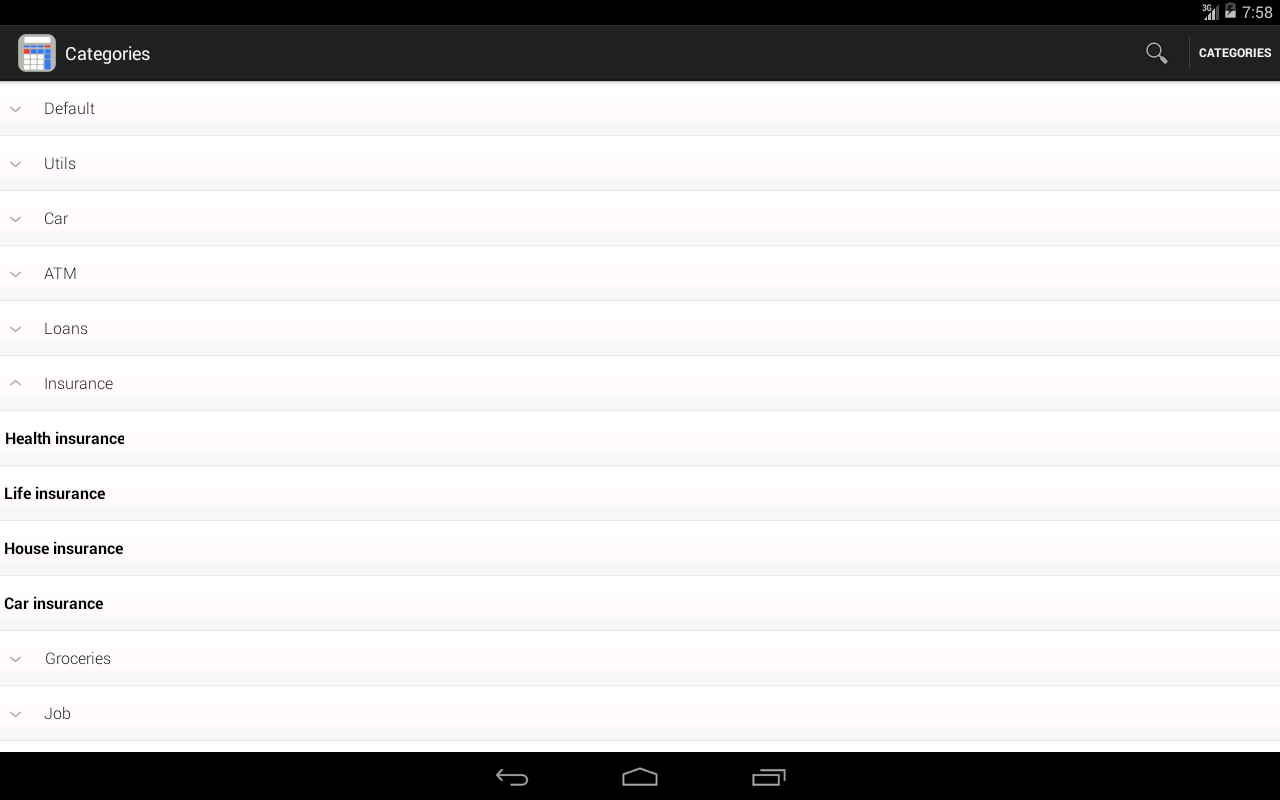 3G 7:58
Categories CATEGORIES
Default
Utils
Car
ATM
Loans
Insurance
Health insurance
Life insurance
House insurance
Car insurance
Groceries
Job